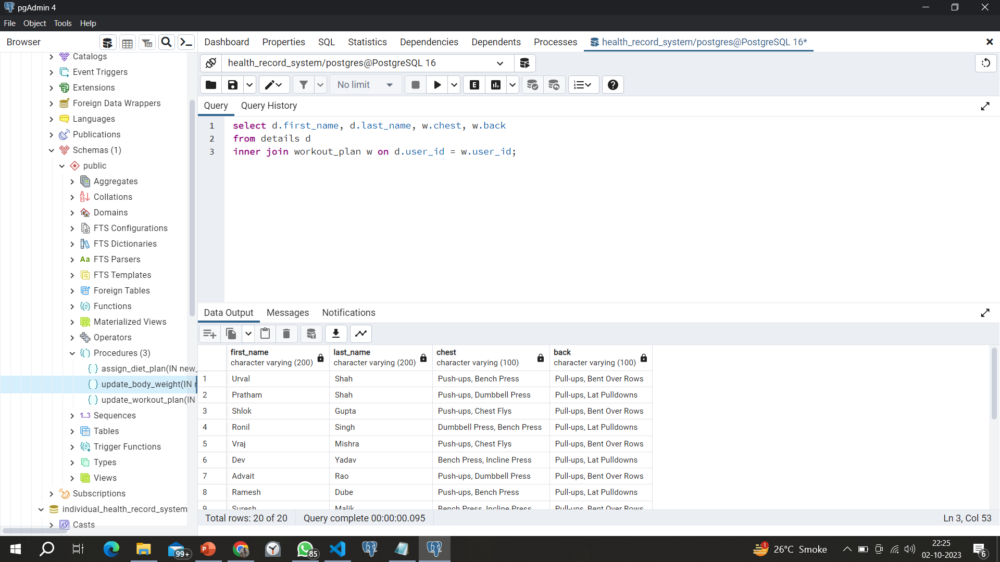 pgAdmin 4
File Object Tools Help
Browser
Dashboard Properties SQL Statistics Dependencies Dependents Processes health_record_system/postgres@PostgreSQL 16*
Catalogs
Event Triggers
Extensions
Foreign Data Wrappers
Languages
Publications
Schemas (1)
public
Aggregates
Collations
Domains
FTS Configurations
FTS Dictionaries
Aa FTS Parsers
FTS Templates
Foreign Tables
Functions
Materialized Views
Operators
Procedures (3)
assign_diet_plan(IN new_
update_body_weight(IN
update_workout_plan(IN
1..3 Sequences
Tables
Trigger Functions
Types
Views
Subscriptions
individual_health_record_system
Casts
health_record_system/postgres@PostgreSQL 16
No limit
E
Query Query History
1 select d.first_name, d.last_name, w.chest, w.back
2 from details d
3 inner join workout_plan w on d.user_id = w.user_id;
Data Output Messages Notifications
first_name last_name chest back
character varying (200) character varying (200) character varying (100) character varying (100)
1 Urval Shah Push-ups, Bench Press Pull-ups, Bent Over Rows
2 Pratham Shah Push-ups, Dumbbell Press Pull-ups, Lat Pulldowns
3 Shlok Gupta Push-ups, Chest Flys Pull-ups, Bent Over Rows
4 Ronil Singh Dumbbell Press, Bench Press Pull-ups, Lat Pulldowns
5 Vraj Mishra Push-ups, Chest Flys Pull-ups, Bent Over Rows
6 Dev Yadav Bench Press, Incline Press Pull-ups, Lat Pulldowns
7 Advait Rao Push-ups, Dumbbell Press Pull-ups, Bent Over Rows
8 Ramesh Dube Push-ups, Bench Press Pull-ups, Lat Pulldowns
9 Suresh Malik Bench Press, Incline Press Pull-ups, Bent Over Rows
Total rows: 20 of 20 Query complete 00:00:00.095 Ln 3, Col 53
99+ 85 1 26°C Smoke 22:25
02-10-2023 6